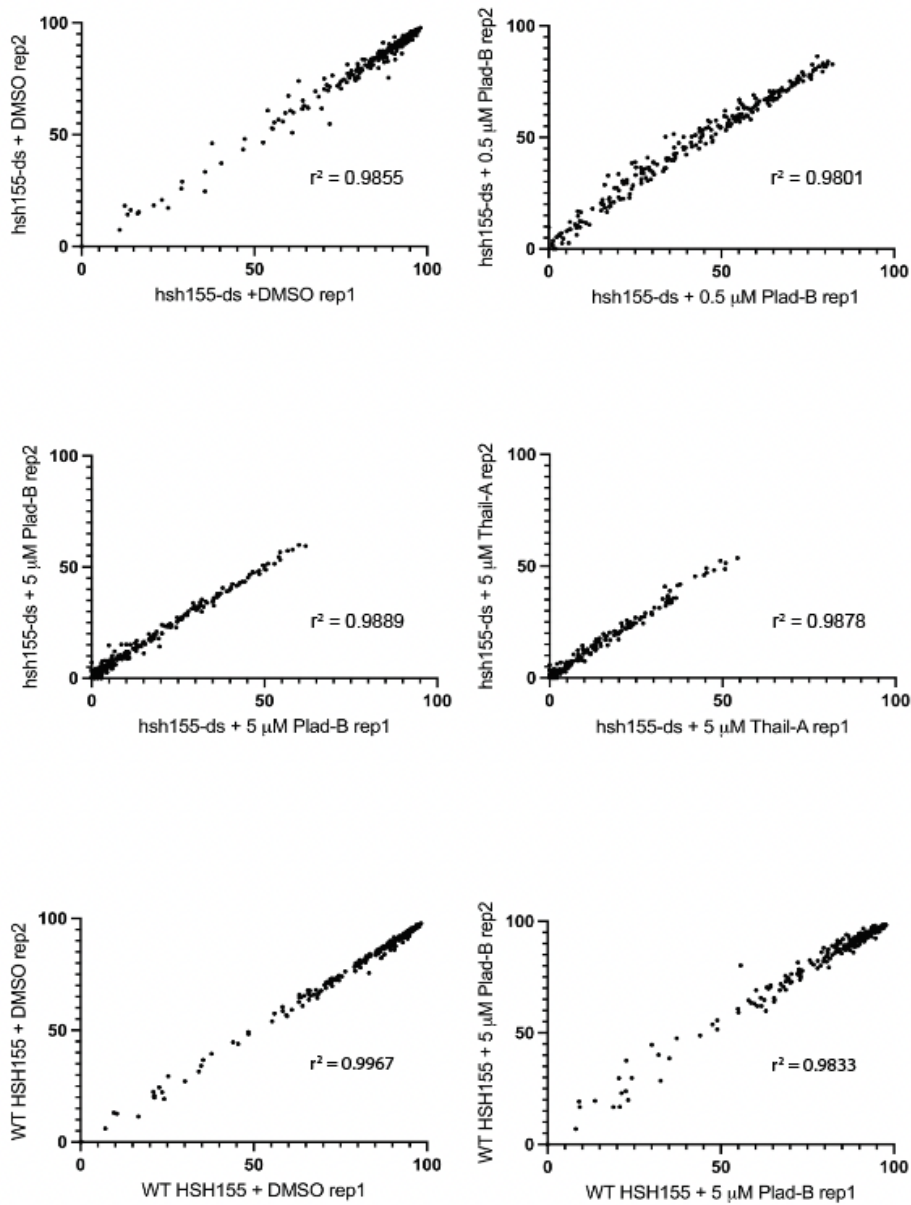 hsh155-ds + DMSO rep2
100
50
0
r² = 0.9855
0 50 100
hsh155-ds +DMSO rep1
hsh155-ds + 0.5 μM Plad-B rep2
100
50
0
r² = 0.9801
0 50 100
hsh155-ds + 0.5 μM Plad-B rep1
hsh155-ds + 5 μM Plad-B rep2
100
50
0
r² = 0.9889
0 50 100
hsh155-ds + 5 μM Plad-B rep1
hsh155-ds + 5 μM Thail-A rep2
100
50
0
r² = 0.9878
0 50 100
hsh155-ds + 5 μM Thail-A rep1
WT HSH155 + DMSO rep2
100
50
0
r² = 0.9967
0 50 100
WT HSH155 + DMSO rep1
WT HSH155 + 5 μM Plad-B rep2
100
50
0
r² = 0.9833
0 50 100
WT HSH155 + 5 μM Plad-B rep1